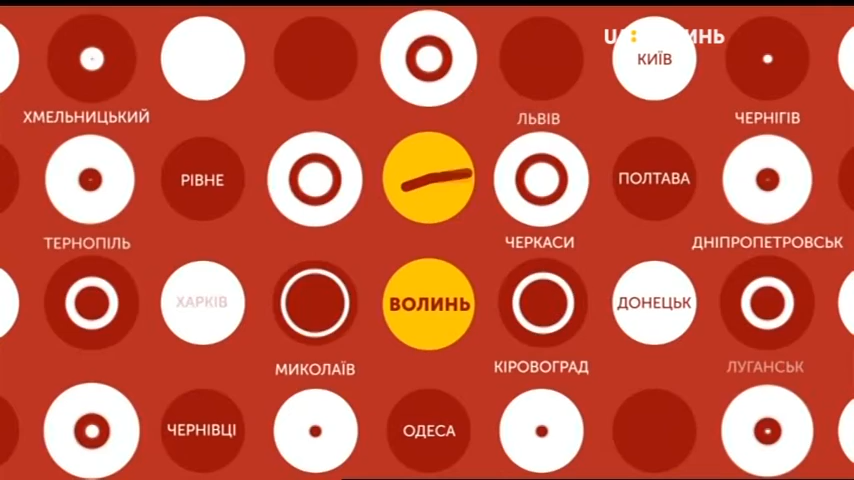 КИЇВ
ХМЕЛЬНИЦЬКИЙ
ЛЬВІВ
ЧЕРНІГІВ
РІВНЕ
ПОЛТАВА
ТЕРНОПІЛЬ
ЧЕРКАСИ
ДНІПРОПЕТРОВСЬК
ХАРКІВ
ВОЛИНЬ
ДОНЕЦЬК
МИКОЛАЇВ
КІРОВОГРАД
ЛУГАНСЬК
ЧЕРНІВЦІ
ОДЕСА